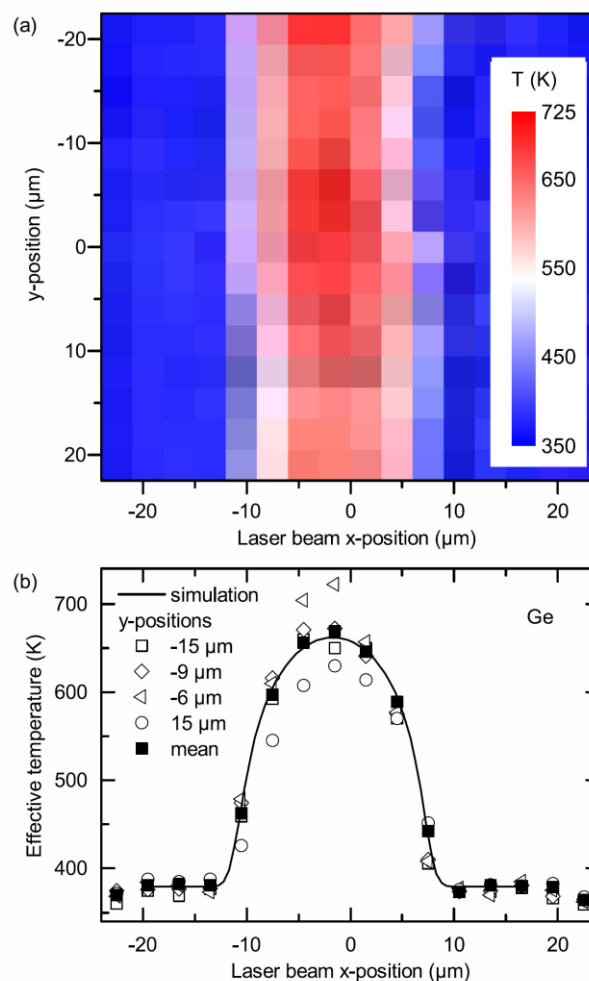 (a)
-20
-10
0
10
20
y-position (µm)
T (K)
725
650
550
450
350
-20 -10 0 10 20
Laser beam x-position (µm)
(b)
simulation
y-positions
-15 µm
-9 µm
-6 µm
15 µm
mean
Ge
700
600
500
400
Effective temperature (K)
-20 -10 0 10 20
Laser beam x-position (µm)